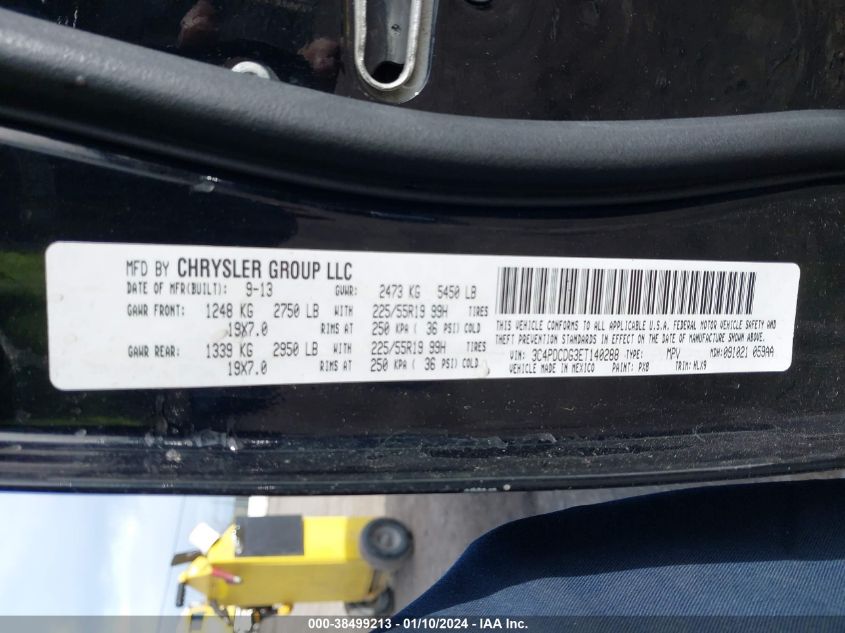 MFD BY CHRYSLER GROUP LLC
DATE OF MFR(BUILT): 9-13 GVWR: 2473 KG 5450 LB
GAWR FRONT: 1248 KG 2750 LB WITH 225/55R19 99H TIRES
19X7.0 RIMS AT 250 KPA ( 36 PSI) COLD
GAWR REAR: 1339 KG 2950 LB WITH 225/55R19 99H TIRES
19X7.0 RIMS AT 250 KPA ( 36 PSI) COLD
THIS VEHICLE CONFORMS TO ALL APPLICABLE U.S.A. FEDERAL MOTOR VEHICLE SAFETY AND
THEFT PREVENTION STANDARDS IN EFFECT ON THE DATE OF MANUFACTURE SHOWN ABOVE.
VIN: 3C4PDCDG3ET140288 TYPE: MPV MDH: 091021 059AA
VEHICLE MADE IN MEXICO PAINT: PX8 TRIM: HLX9
000-38499213 - 01/10/2024 - IAA Inc.